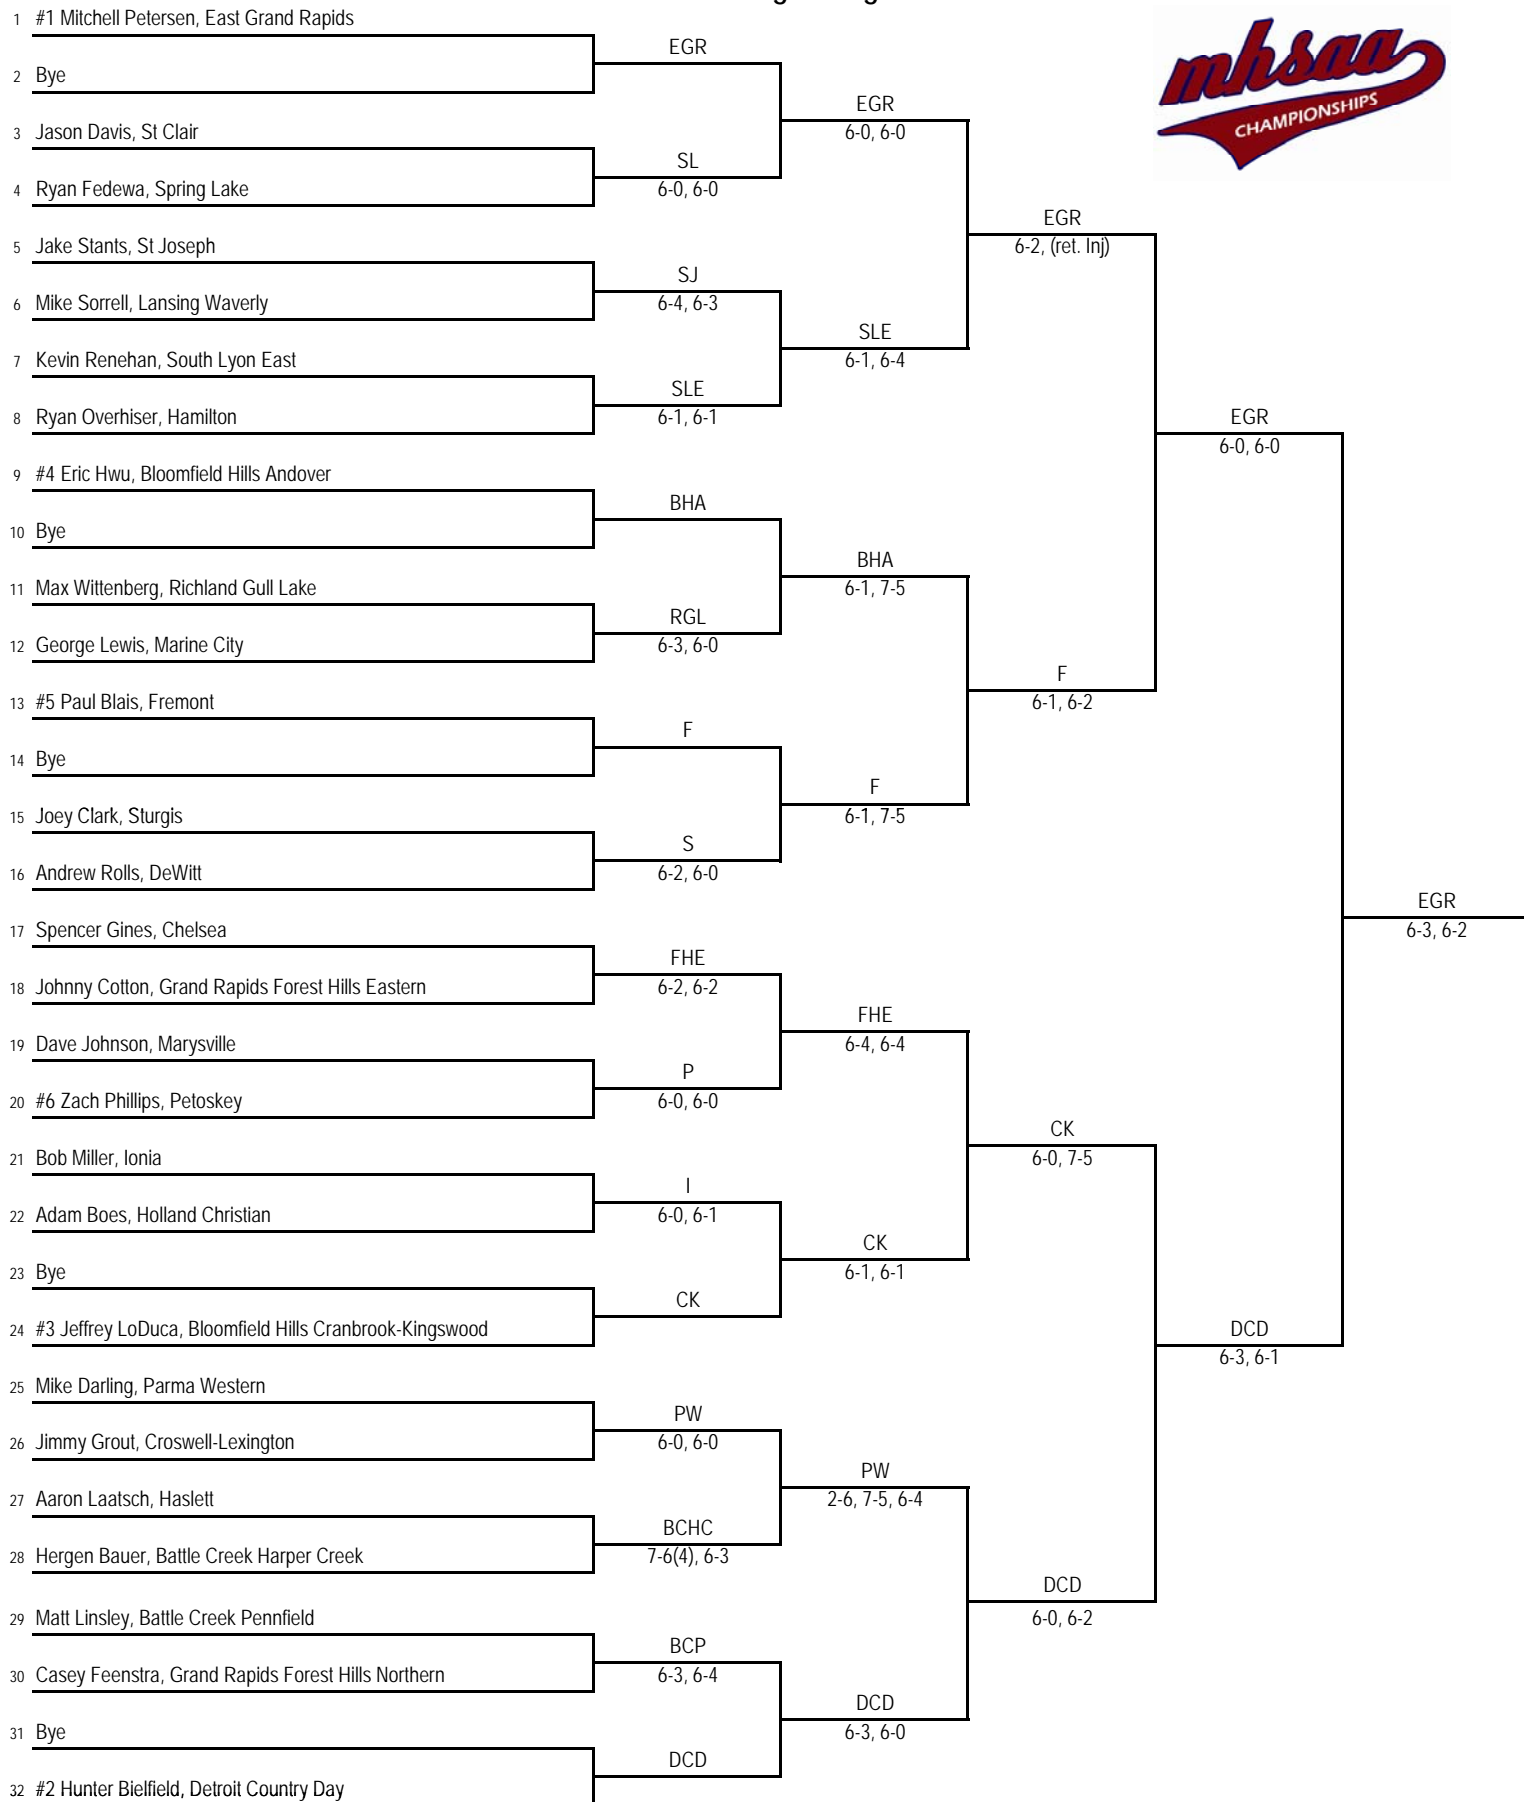 1 #1 Mitchell Petersen, East Grand Rapids
2 Bye
3 Jason Davis, St Clair
4 Ryan Fedewa, Spring Lake
5 Jake Stants, St Joseph
6 Mike Sorrell, Lansing Waverly
7 Kevin Renehan, South Lyon East
8 Ryan Overhiser, Hamilton
9 #4 Eric Hwu, Bloomfield Hills Andover
10 Bye
11 Max Wittenberg, Richland Gull Lake
12 George Lewis, Marine City
13 #5 Paul Blais, Fremont
14 Bye
15 Joey Clark, Sturgis
16 Andrew Rolls, DeWitt
17 Spencer Gines, Chelsea
18 Johnny Cotton, Grand Rapids Forest Hills Eastern
19 Dave Johnson, Marysville
20 #6 Zach Phillips, Petoskey
21 Bob Miller, Ionia
22 Adam Boes, Holland Christian
23 Bye
24 #3 Jeffrey LoDuca, Bloomfield Hills Cranbrook-Kingswood
25 Mike Darling, Parma Western
26 Jimmy Grout, Croswell-Lexington
27 Aaron Laatsch, Haslett
28 Hergen Bauer, Battle Creek Harper Creek
29 Matt Linsley, Battle Creek Pennfield
30 Casey Feenstra, Grand Rapids Forest Hills Northern
31 Bye
32 #2 Hunter Bielfield, Detroit Country Day
EGR
SL
6-0, 6-0
SJ
6-4, 6-3
SLE
6-1, 6-1
BHA
RGL
6-3, 6-0
F
S
6-2, 6-0
FHE
6-2, 6-2
P
6-0, 6-0
I
6-0, 6-1
CK
PW
6-0, 6-0
BCHC
7-6(4), 6-3
BCP
6-3, 6-4
DCD
EGR
6-0, 6-0
SLE
6-1, 6-4
BHA
6-1, 7-5
F
6-1, 7-5
FHE
6-4, 6-4
CK
6-1, 6-1
PW
2-6, 7-5, 6-4
DCD
6-3, 6-0
EGR
6-2, (ret. Inj)
F
6-1, 6-2
CK
6-0, 7-5
DCD
6-0, 6-2
EGR
6-0, 6-0
DCD
6-3, 6-1
EGR
6-3, 6-2
mhsaa
CHAMPIONSHIPS